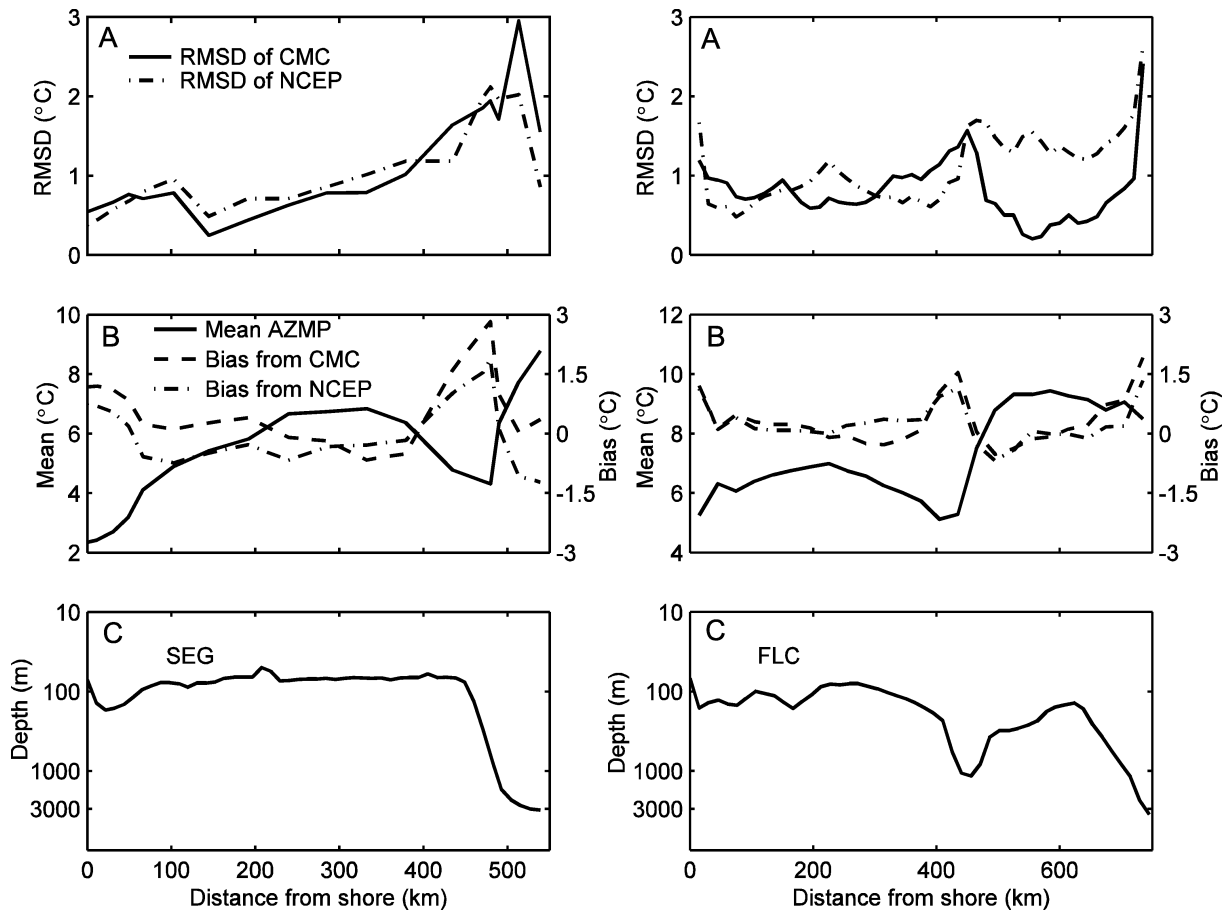 A
RMSD of CMC
RMSD of NCEP
RMSD (°C)
3
2
1
0
A
RMSD (°C)
3
2
1
0
B
Mean AZMP
Bias from CMC
Bias from NCEP
Mean (°C)
10
8
6
4
2
3
1.5
0
-1.5
-3
Bias (°C)
B
Mean (°C)
12
10
8
6
4
3
1.5
0
-1.5
-3
Bias (°C)
C
SEG
Depth (m)
10
100
1000
3000
0 100 200 300 400 500
Distance from shore (km)
C
FLC
Depth (m)
10
100
1000
3000
0 200 400 600
Distance from shore (km)